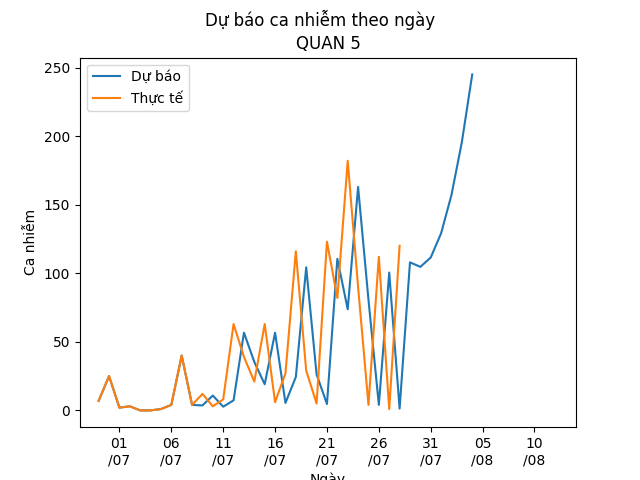 Dự báo ca nhiễm theo ngày
QUAN 5
Dự báo
Thực tế
Ca nhiễm
250
200
150
100
50
0
01 06 11 16 21 26 31 05 10
/07 /07 /07 /07 /07 /07 /07 /08 /08
Ngày